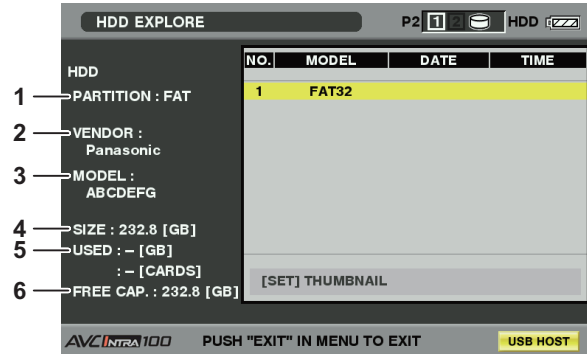 HDD EXPLORE
P2 1 2 HDD
NO. MODEL DATE TIME
HDD
1 PARTITION : FAT
1 FAT32
2 VENDOR :
Panasonic
3 MODEL :
ABCDEFG
4 SIZE : 232.8 [GB]
5 USED : – [GB]
: – [CARDS]
[SET] THUMBNAIL
6 FREE CAP. : 232.8 [GB]
AVC INTRA 100 PUSH "EXIT" IN MENU TO EXIT USB HOST